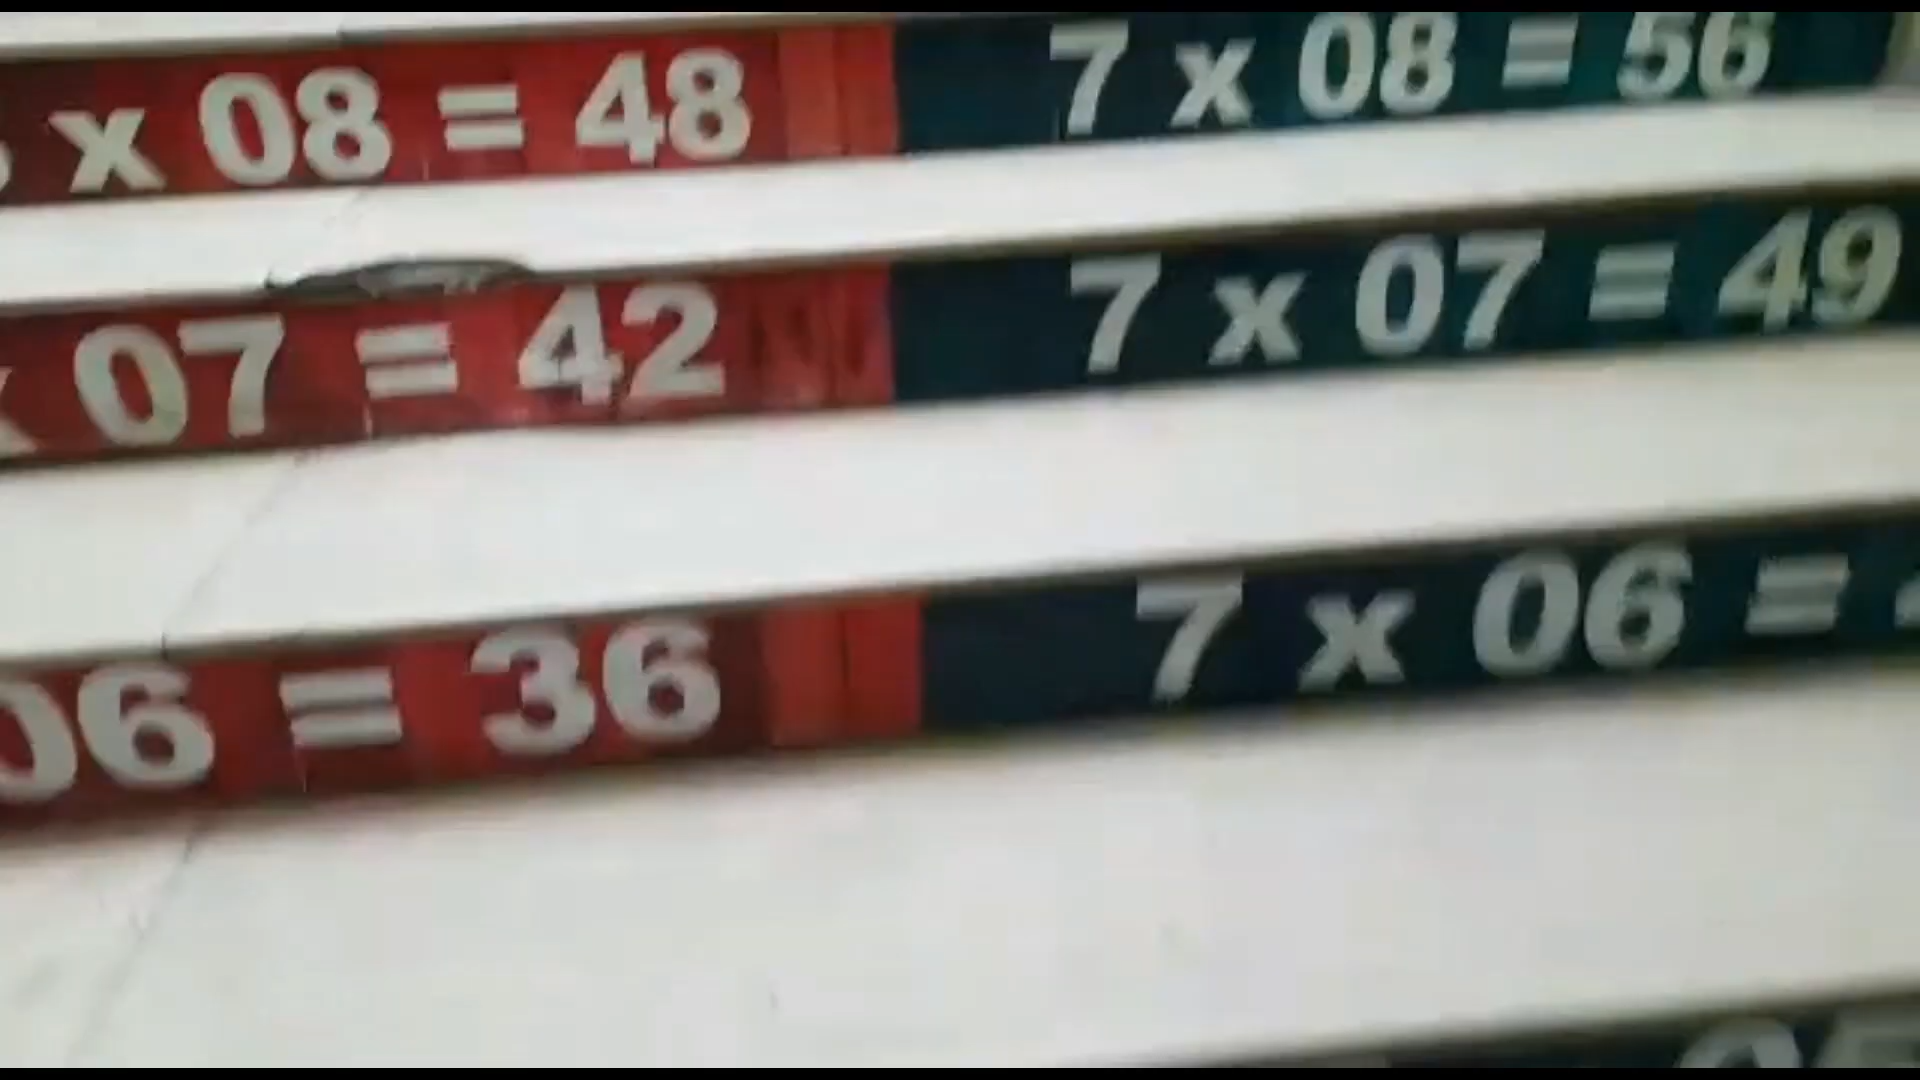 x 08 = 48 7 x 08 = 56
07 = 42 7 x 07 = 49
06 = 36 7 x 06 =